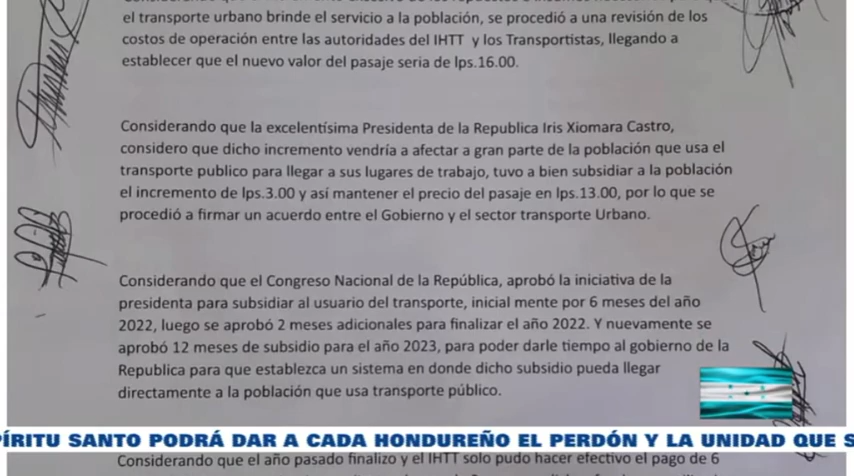 el transporte urbano brinde el servicio a la población, se procedió a una revisión de los
costos de operación entre las autoridades del IHTT y los Transportistas, llegando a
establecer que el nuevo valor del pasaje seria de lps.16.00.
Considerando que la excelentísima Presidenta de la Republica Iris Xiomara Castro,
considero que dicho incremento vendría a afectar a gran parte de la población que usa el
transporte publico para llegar a sus lugares de trabajo, tuvo a bien subsidiar a la población
el incremento de lps.3.00 y así mantener el precio del pasaje en lps.13.00, por lo que se
procedió a firmar un acuerdo entre el Gobierno y el sector transporte Urbano.
Considerando que el Congreso Nacional de la República, aprobó la iniciativa de la
presidenta para subsidiar al usuario del transporte, inicial mente por 6 meses del año
2022, luego se aprobó 2 meses adicionales para finalizar el año 2022. Y nuevamente se
aprobó 12 meses de subsidio para el año 2023, para poder darle tiempo al gobierno de la
Republica para que establezca un sistema en donde dicho subsidio pueda llegar
directamente a la población que usa transporte público.
PÍRITU SANTO PODRÁ DAR A CADA HONDUREÑO EL PERDÓN Y LA UNIDAD QUE S
Considerando que el año pasado finalizo y el IHTT solo pudo hacer efectivo el pago de 6